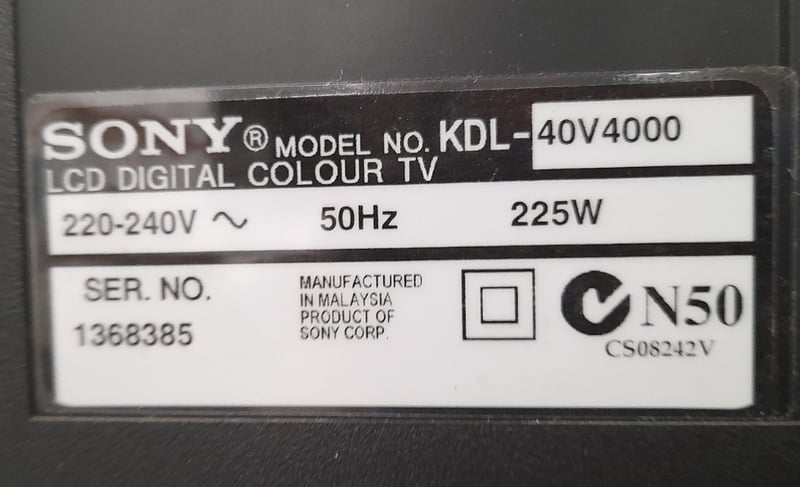 SONY® MODEL NO. KDL-40V4000
LCD DIGITAL COLOUR TV
220-240V ~ 50Hz 225W
SER. NO.
1368385
MANUFACTURED
IN MALAYSIA
PRODUCT OF
SONY CORP.
N50
CS08242V